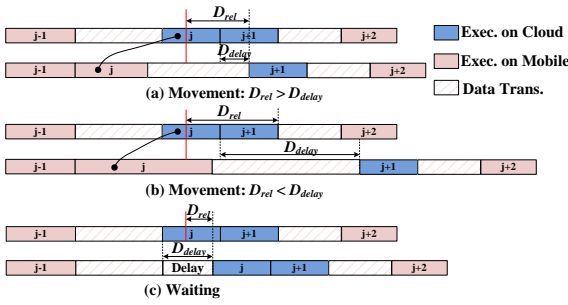 D_rel
j-1 j j+1 j+2
D_delay
j-1 j j+1 j+2
(a) Movement: D_rel > D_delay
Exec. on Cloud
Exec. on Mobile
Data Trans.
D_rel
j-1 j j+1 j+2
D_delay
j-1 j j+1 j+2
(b) Movement: D_rel < D_delay
D_rel
j-1 j j+1 j+2
D_delay
j-1 Delay j j+1 j+2
(c) Waiting